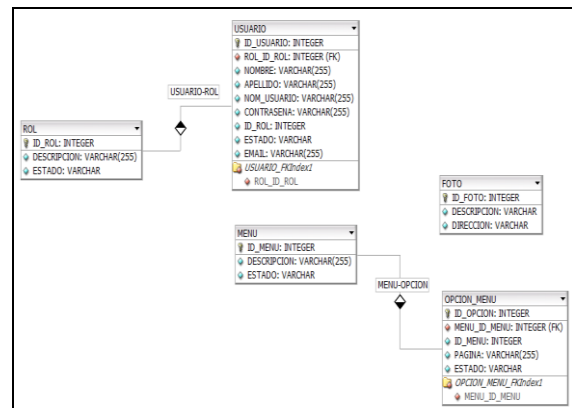 USUARIO
ID_USUARIO: INTEGER
ROL_ID_ROL: INTEGER (FK)
NOMBRE: VARCHAR(255)
APELLIDO: VARCHAR(255)
NOM_USUARIO: VARCHAR(255)
CONTRASENA: VARCHAR(255)
ID_ROL: INTEGER
ESTADO: VARCHAR
EMAIL: VARCHAR(255)
USUARIO_FKIndex1
ROL_ID_ROL
USUARIO-ROL
ROL
ID_ROL: INTEGER
DESCRIPCION: VARCHAR(255)
ESTADO: VARCHAR
FOTO
ID_FOTO: INTEGER
DESCRIPCION: VARCHAR
DIRECCION: VARCHAR
MENU
ID_MENU: INTEGER
DESCRIPCION: VARCHAR(255)
ESTADO: VARCHAR
MENU-OPCION
OPCION_MENU
ID_OPCION: INTEGER
MENU_ID_MENU: INTEGER (FK)
ID_MENU: INTEGER
PAGINA: VARCHAR(255)
ESTADO: VARCHAR
OPCION_MENU_FKIndex1
MENU_ID_MENU